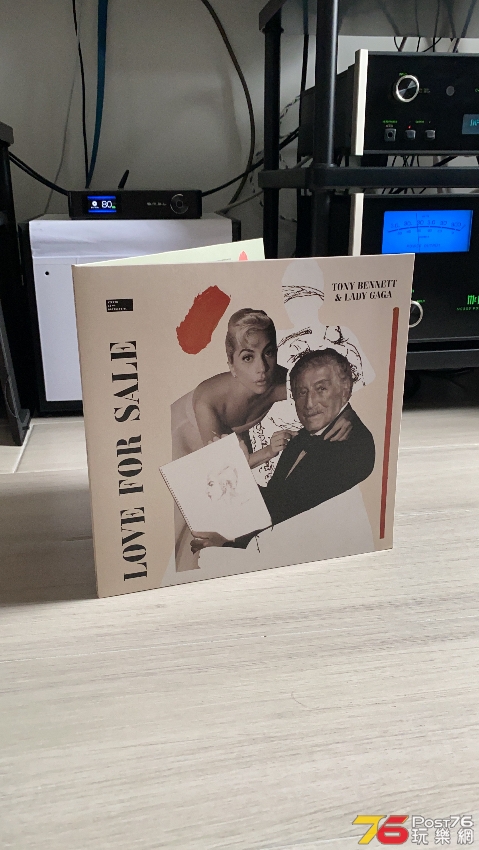 80
TONY BENNETT
& LADY GAGA
LOVE FOR SALE
76 POST76
玩樂網